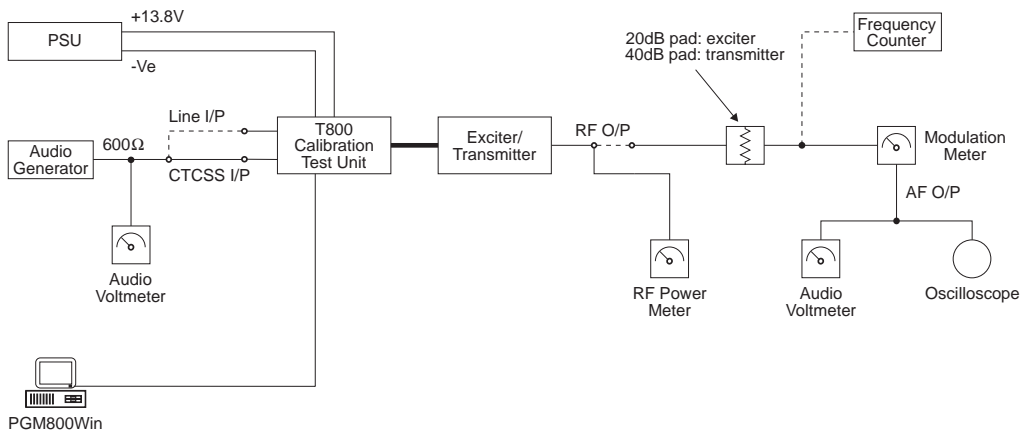 +13.8V
PSU
-Ve
20dB pad: exciter
40dB pad: transmitter
Frequency
Counter
Line I/P
T800
Calibration
Test Unit
Exciter/
Transmitter
RF O/P
Audio
Generator
600Ω
CTCSS I/P
Modulation
Meter
AF O/P
Audio
Voltmeter
RF Power
Meter
Audio
Voltmeter
Oscilloscope
PGM800Win